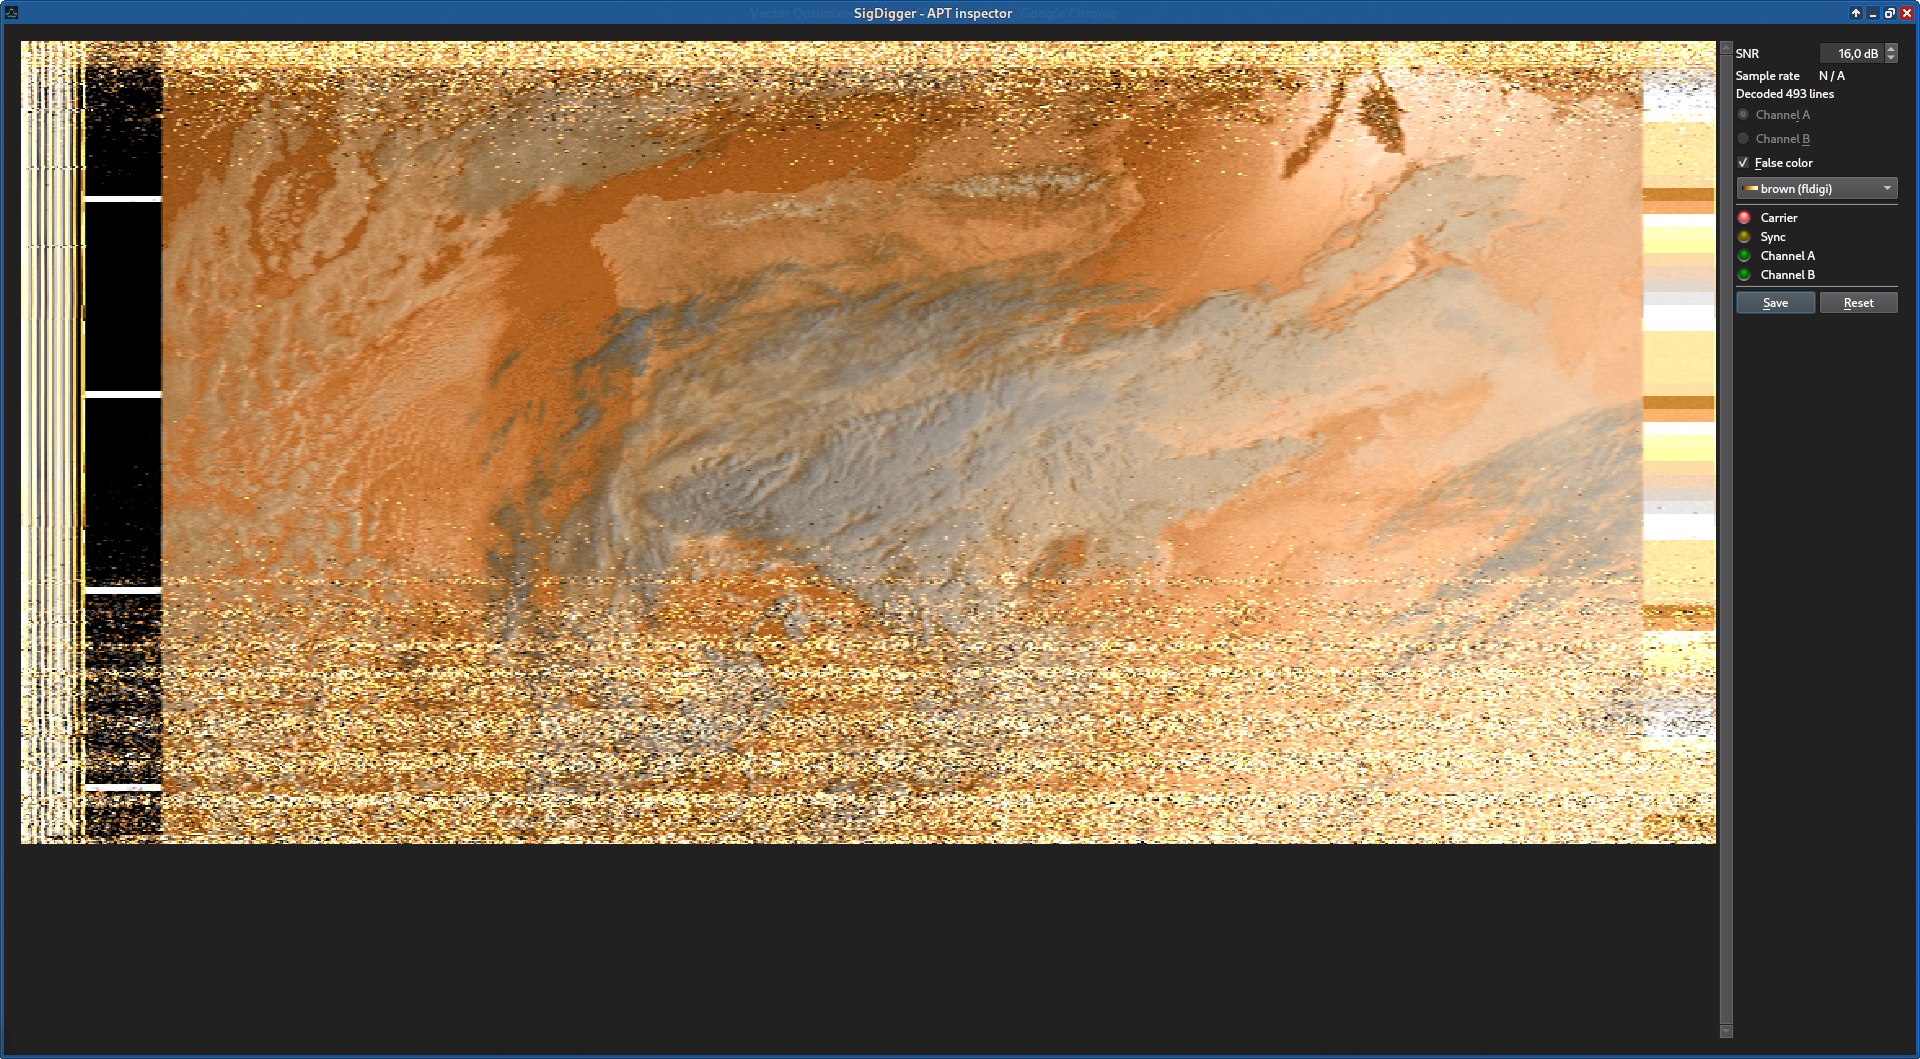 Vector Optimize
SigDigger - APT inspector
Google Chrome
SNR 16,0 dB
Sample rate N / A
Decoded 493 lines
Channel A
Channel B
False color
brown (fldigi)
Carrier
Sync
Channel A
Channel B
Save Reset